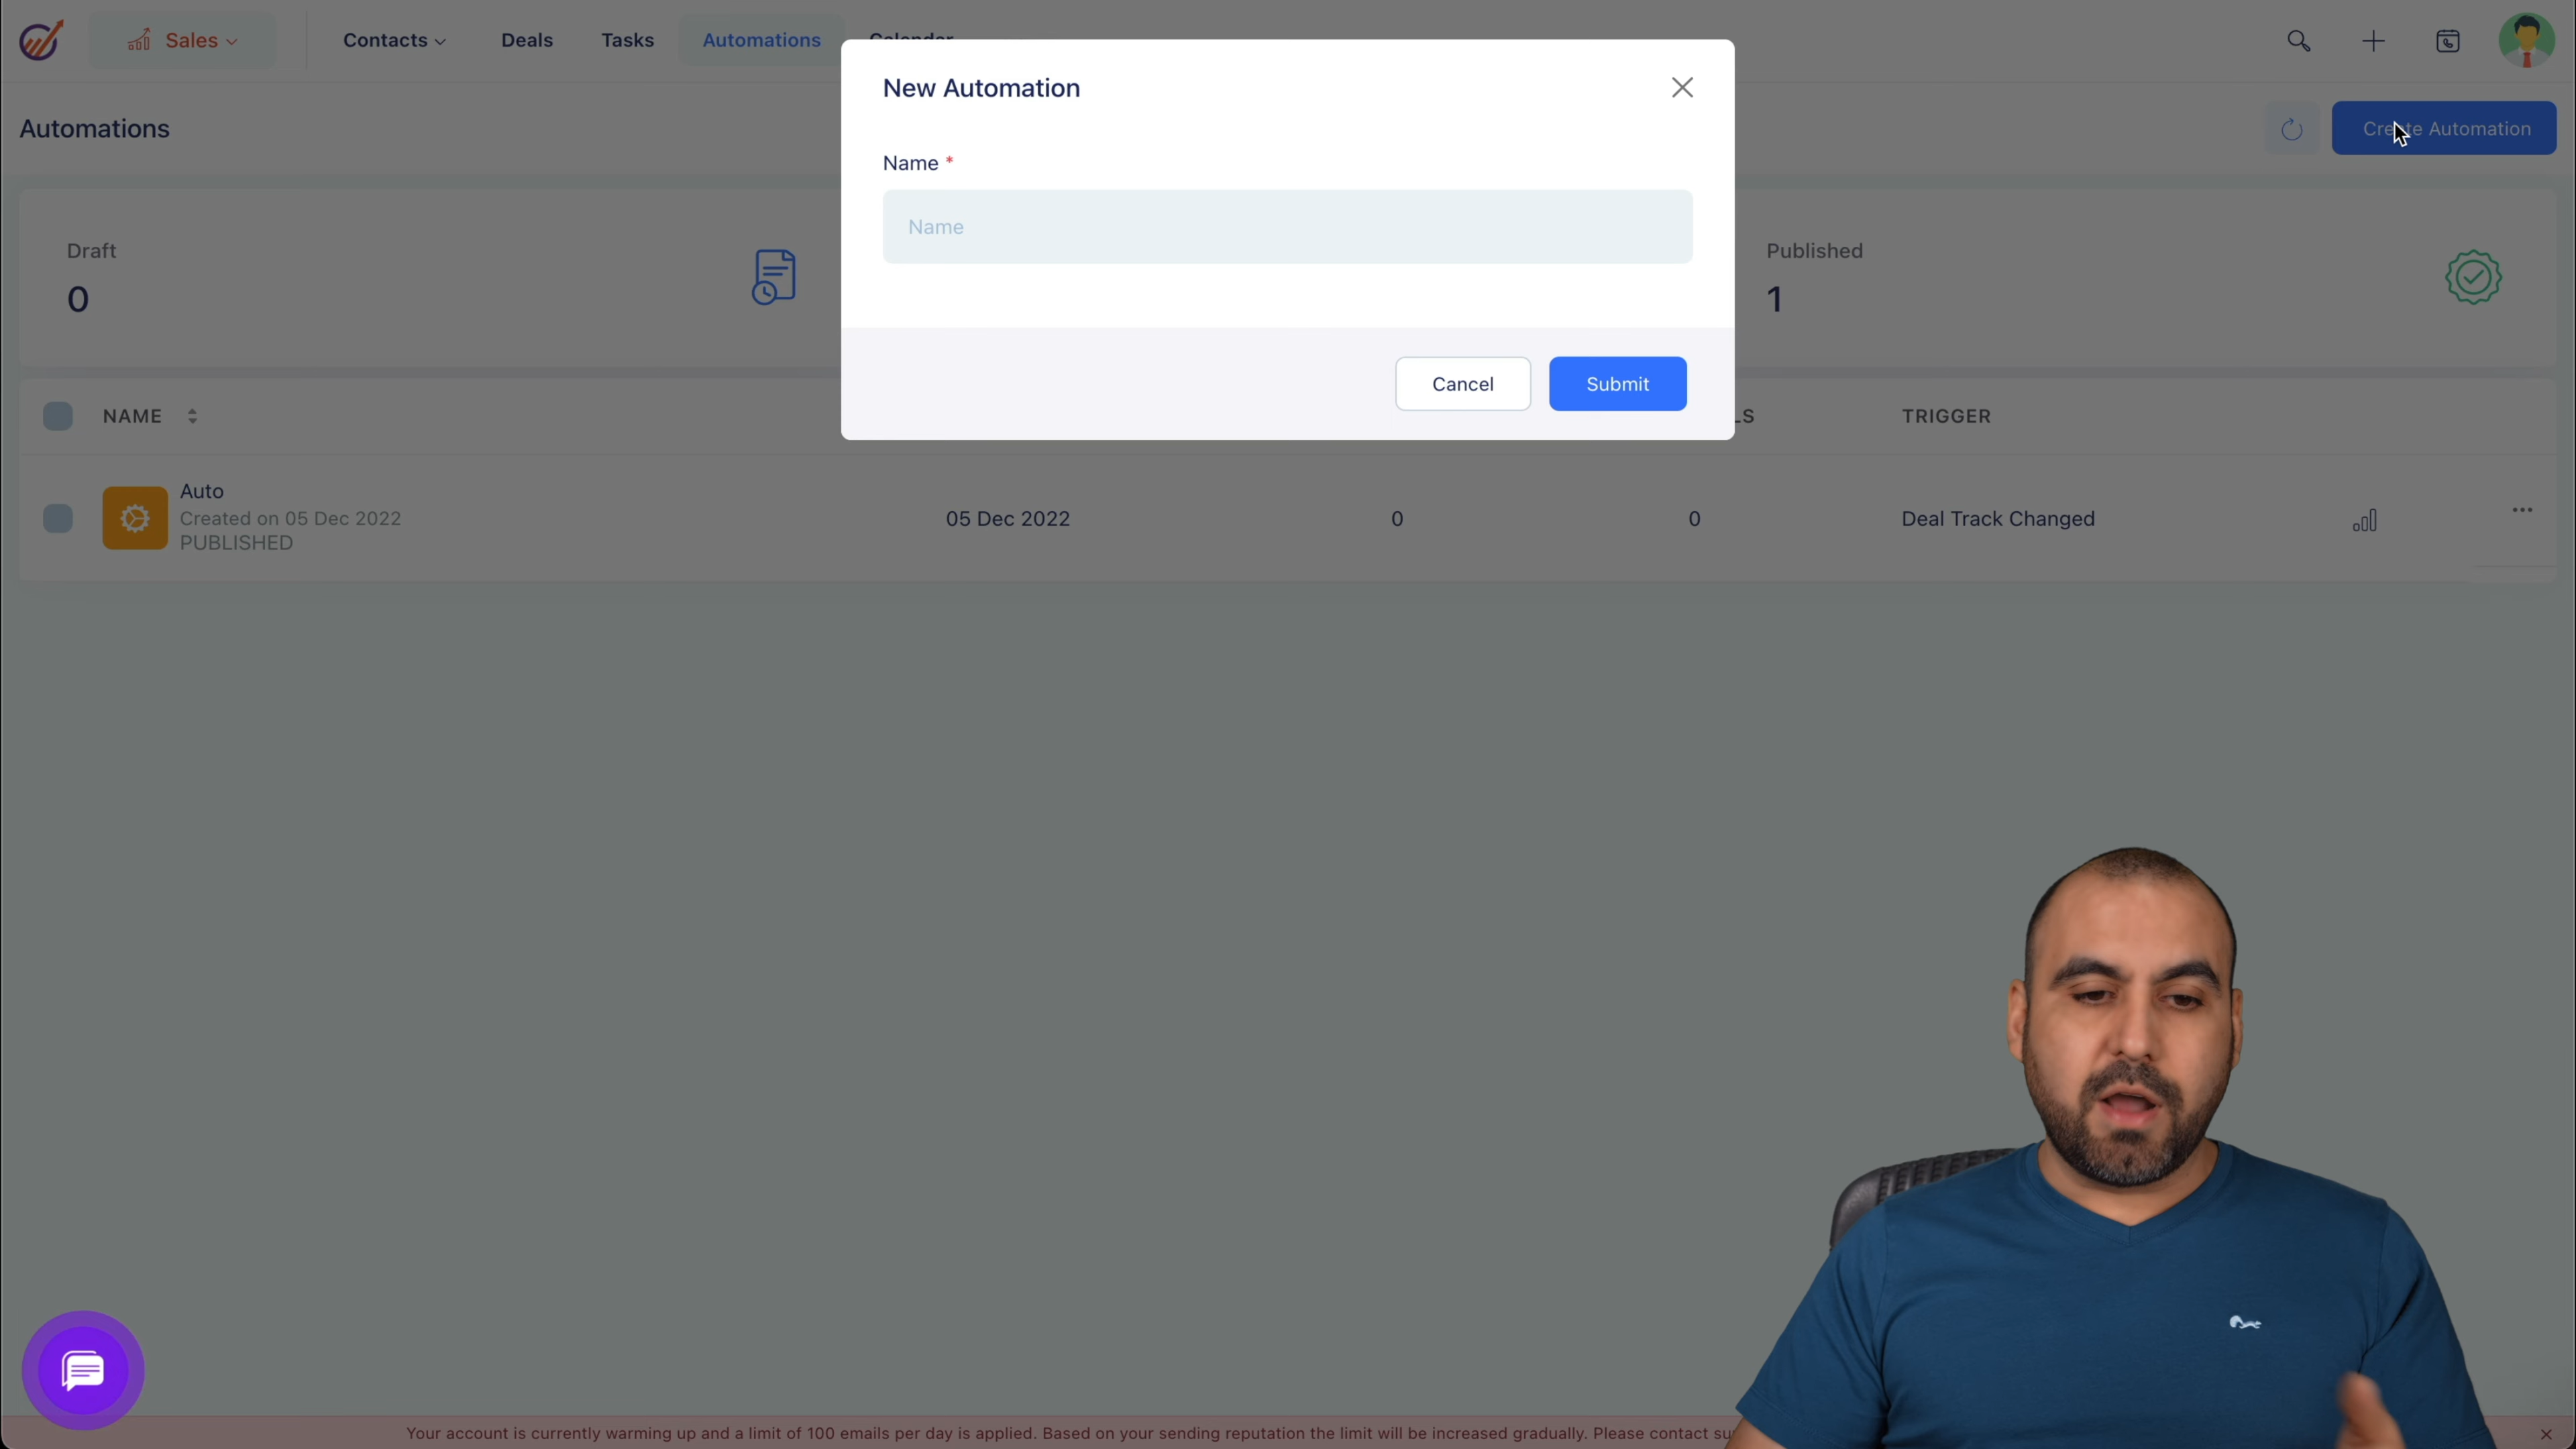 Sales
Contacts
Deals
Tasks
Automations
Calendar
New Automation
Automations
Create Automation
Name *
Name
Draft
0
Published
1
Cancel
Submit
NAME
LS
TRIGGER
Auto
Created on 05 Dec 2022
PUBLISHED
05 Dec 2022
0
0
Deal Track Changed
Your account is currently warming up and a limit of 100 emails per day is applied. Based on your sending reputation the limit will be increased gradually. Please contact su